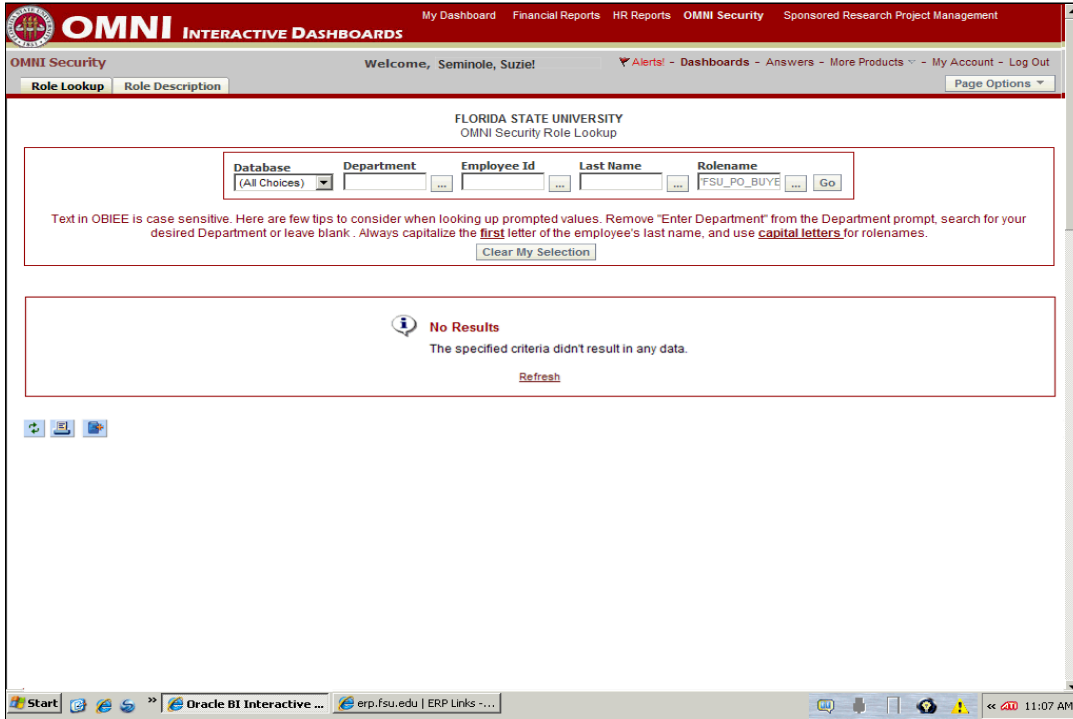 My Dashboard Financial Reports HR Reports OMNI Security Sponsored Research Project Management
OMNI INTERACTIVE DASHBOARDS
OMNI Security Welcome, Seminole, Suzie! Alerts! - Dashboards - Answers - More Products - My Account - Log Out
Role Lookup Role Description Page Options
FLORIDA STATE UNIVERSITY
OMNI Security Role Lookup
Database Department Employee Id Last Name Rolename
(All Choices) ... ... ... 'FSU_PO_BUYE ... Go
Text in OBIEE is case sensitive. Here are few tips to consider when looking up prompted values. Remove "Enter Department" from the Department prompt, search for your
desired Department or leave blank . Always capitalize the first letter of the employee's last name, and use capital letters for rolenames.
Clear My Selection
No Results
The specified criteria didn't result in any data.
Refresh
Start » Oracle BI Interactive ... erp.fsu.edu | ERP Links -... « 11:07 AM